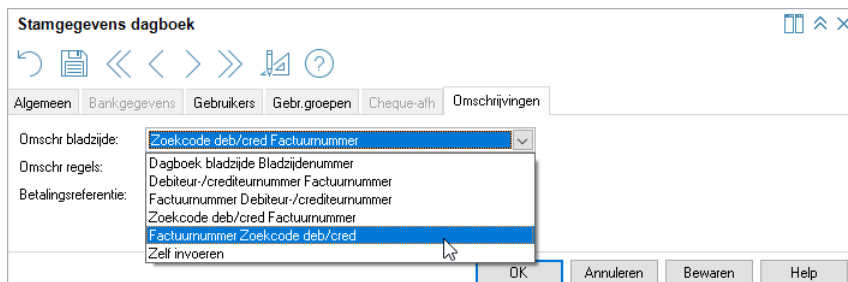 Stamgegevens dagboek
Algemeen Bankgegevens Gebruikers Gebr.groepen Cheque-afh Omschrijvingen
Omschr bladzijde: Zoekcode deb/cred Factuurnummer
Omschr regels: Dagboek bladzijde Bladzijdenummer
Debiteur-/crediteurnummer Factuurnummer
Betalingsreferentie: Factuurnummer Debiteur-/crediteurnummer
Zoekcode deb/cred Factuurnummer
Factuurnummer Zoekcode deb/cred
Zelf invoeren
OK Annuleren Bewaren Help